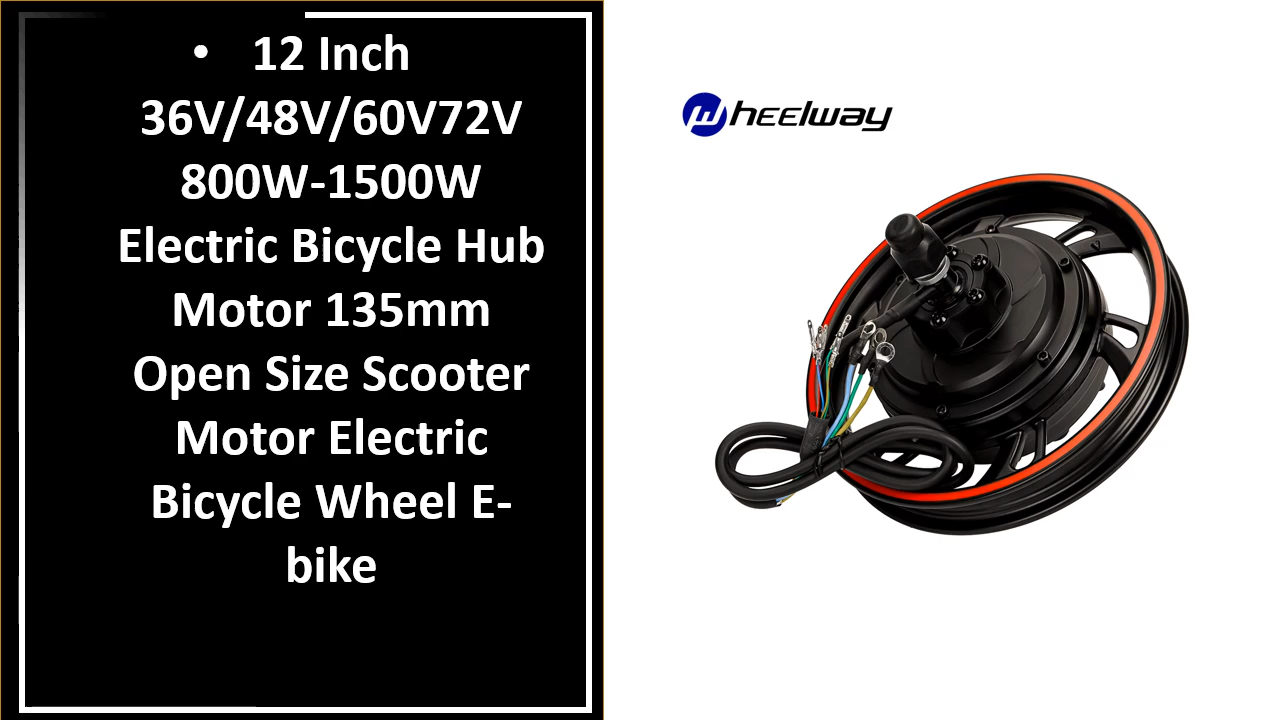 • 12 Inch
36V/48V/60V72V
800W-1500W
Electric Bicycle Hub
Motor 135mm
Open Size Scooter
Motor Electric
Bicycle Wheel E-
bike
Wheelway